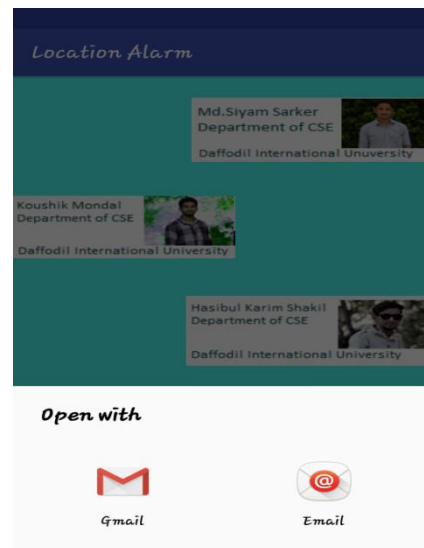 Location Alarm
Md.Siyam Sarker
Department of CSE
Daffodil International Unuversity
Koushik Mondal
Department of CSE
Daffodil International University
Hasibul Karim Shakil
Department of CSE
Daffodil International University
Open with
Gmail
Email